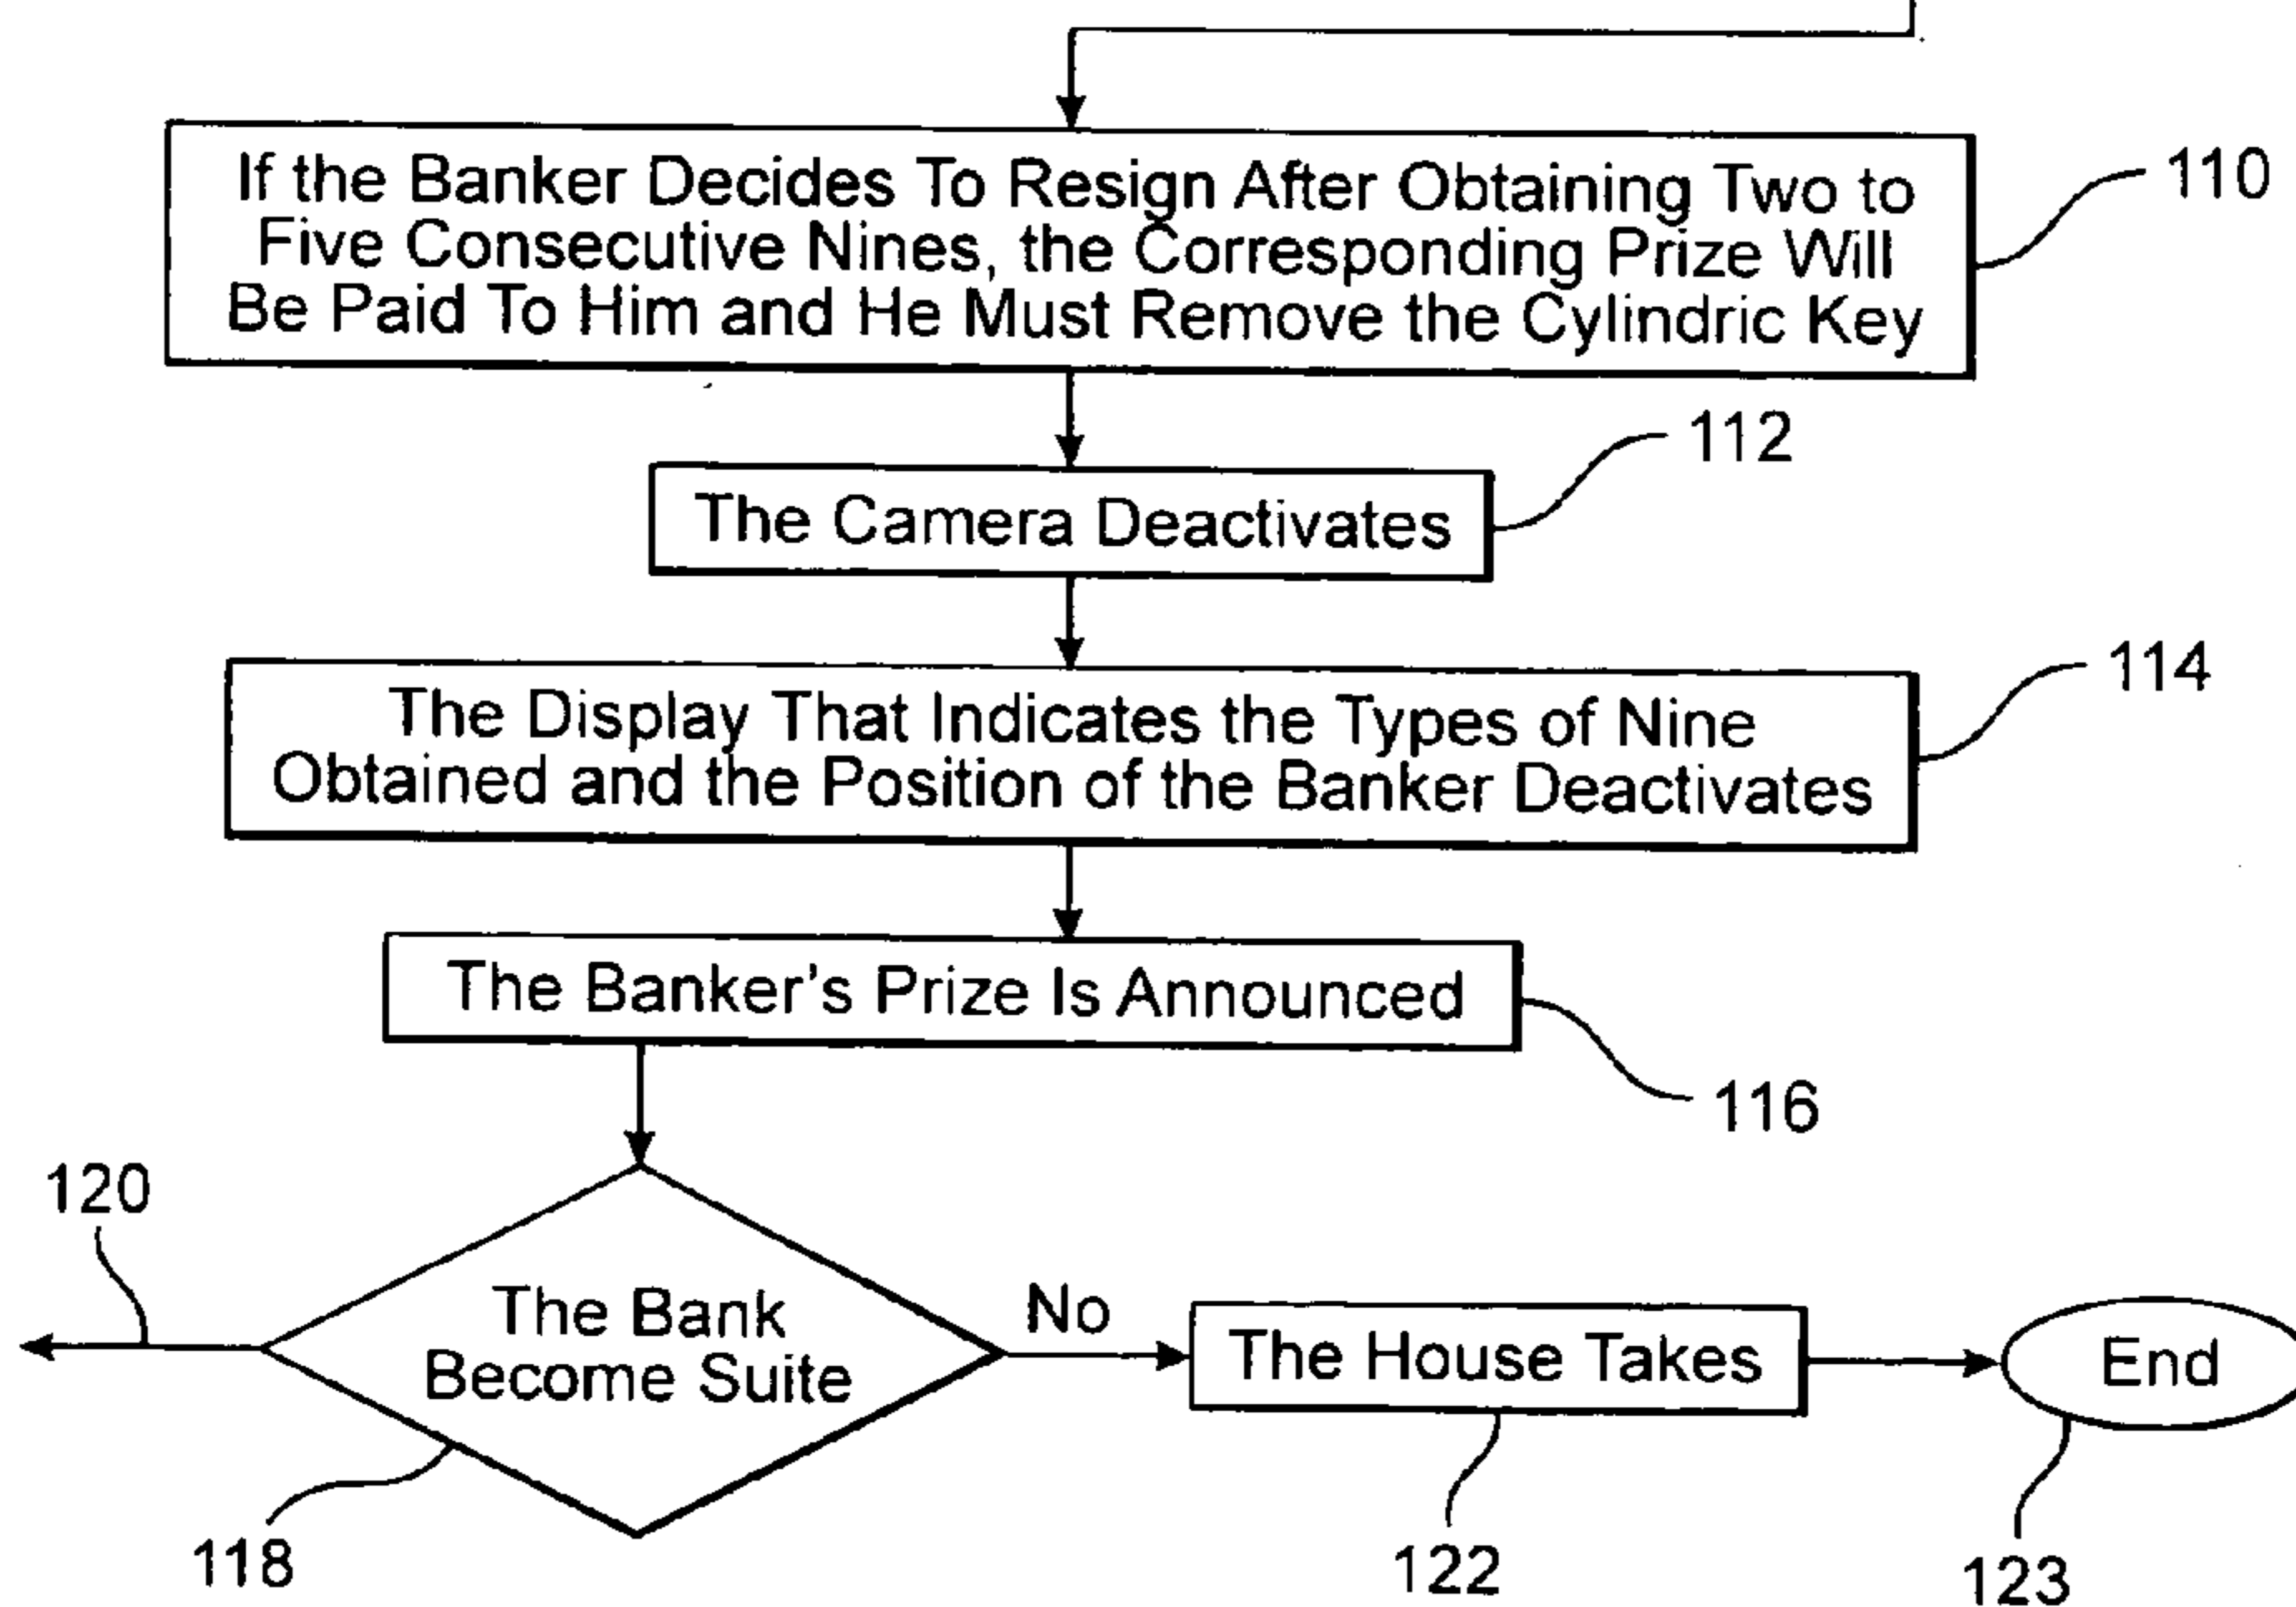 If the Banker Decides To Resign After Obtaining Two to
Five Consecutive Nines, the Corresponding Prize Will
Be Paid To Him and He Must Remove the Cylindric Key
110
The Camera Deactivates
112
The Display That Indicates the Types of Nine
Obtained and the Position of the Banker Deactivates
114
The Banker's Prize Is Announced
116
120
The Bank
Become Suite
118
No
The House Takes
122
End
123